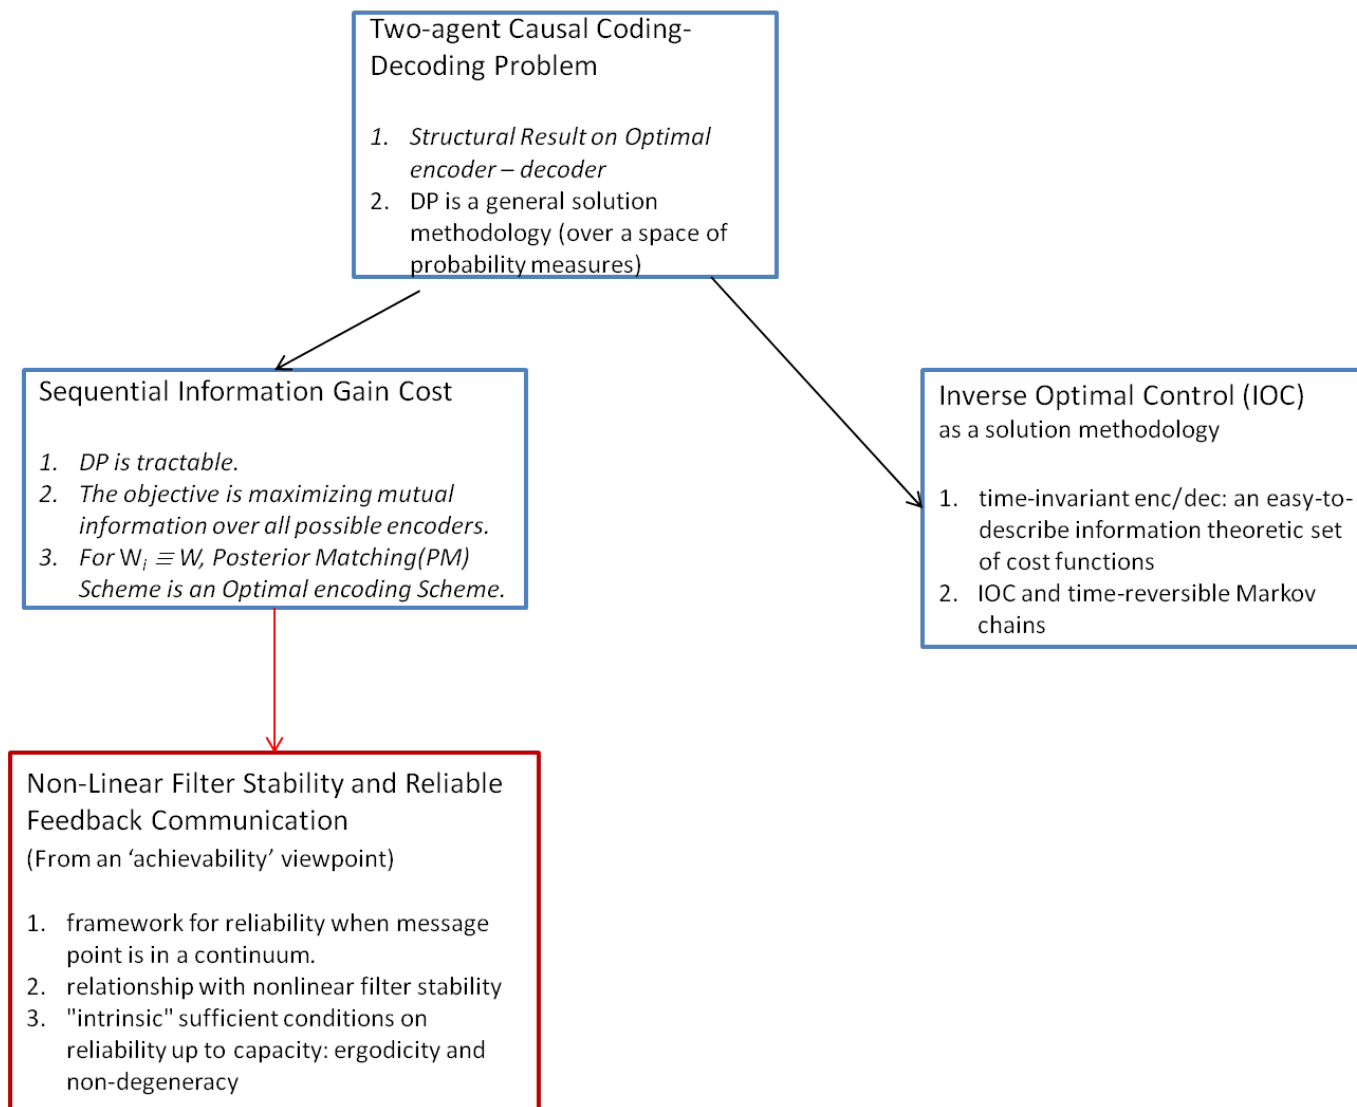 Two-agent Causal Coding-
Decoding Problem
1. Structural Result on Optimal
encoder – decoder
2. DP is a general solution
methodology (over a space of
probability measures)
Sequential Information Gain Cost
1. DP is tractable.
2. The objective is maximizing mutual
information over all possible encoders.
3. For Wᵢ ≡ W, Posterior Matching(PM)
Scheme is an Optimal encoding Scheme.
Inverse Optimal Control (IOC)
as a solution methodology
1. time-invariant enc/dec: an easy-to-
describe information theoretic set
of cost functions
2. IOC and time-reversible Markov
chains
Non-Linear Filter Stability and Reliable
Feedback Communication
(From an ‘achievability’ viewpoint)
1. framework for reliability when message
point is in a continuum.
2. relationship with nonlinear filter stability
3. "intrinsic" sufficient conditions on
reliability up to capacity: ergodicity and
non-degeneracy